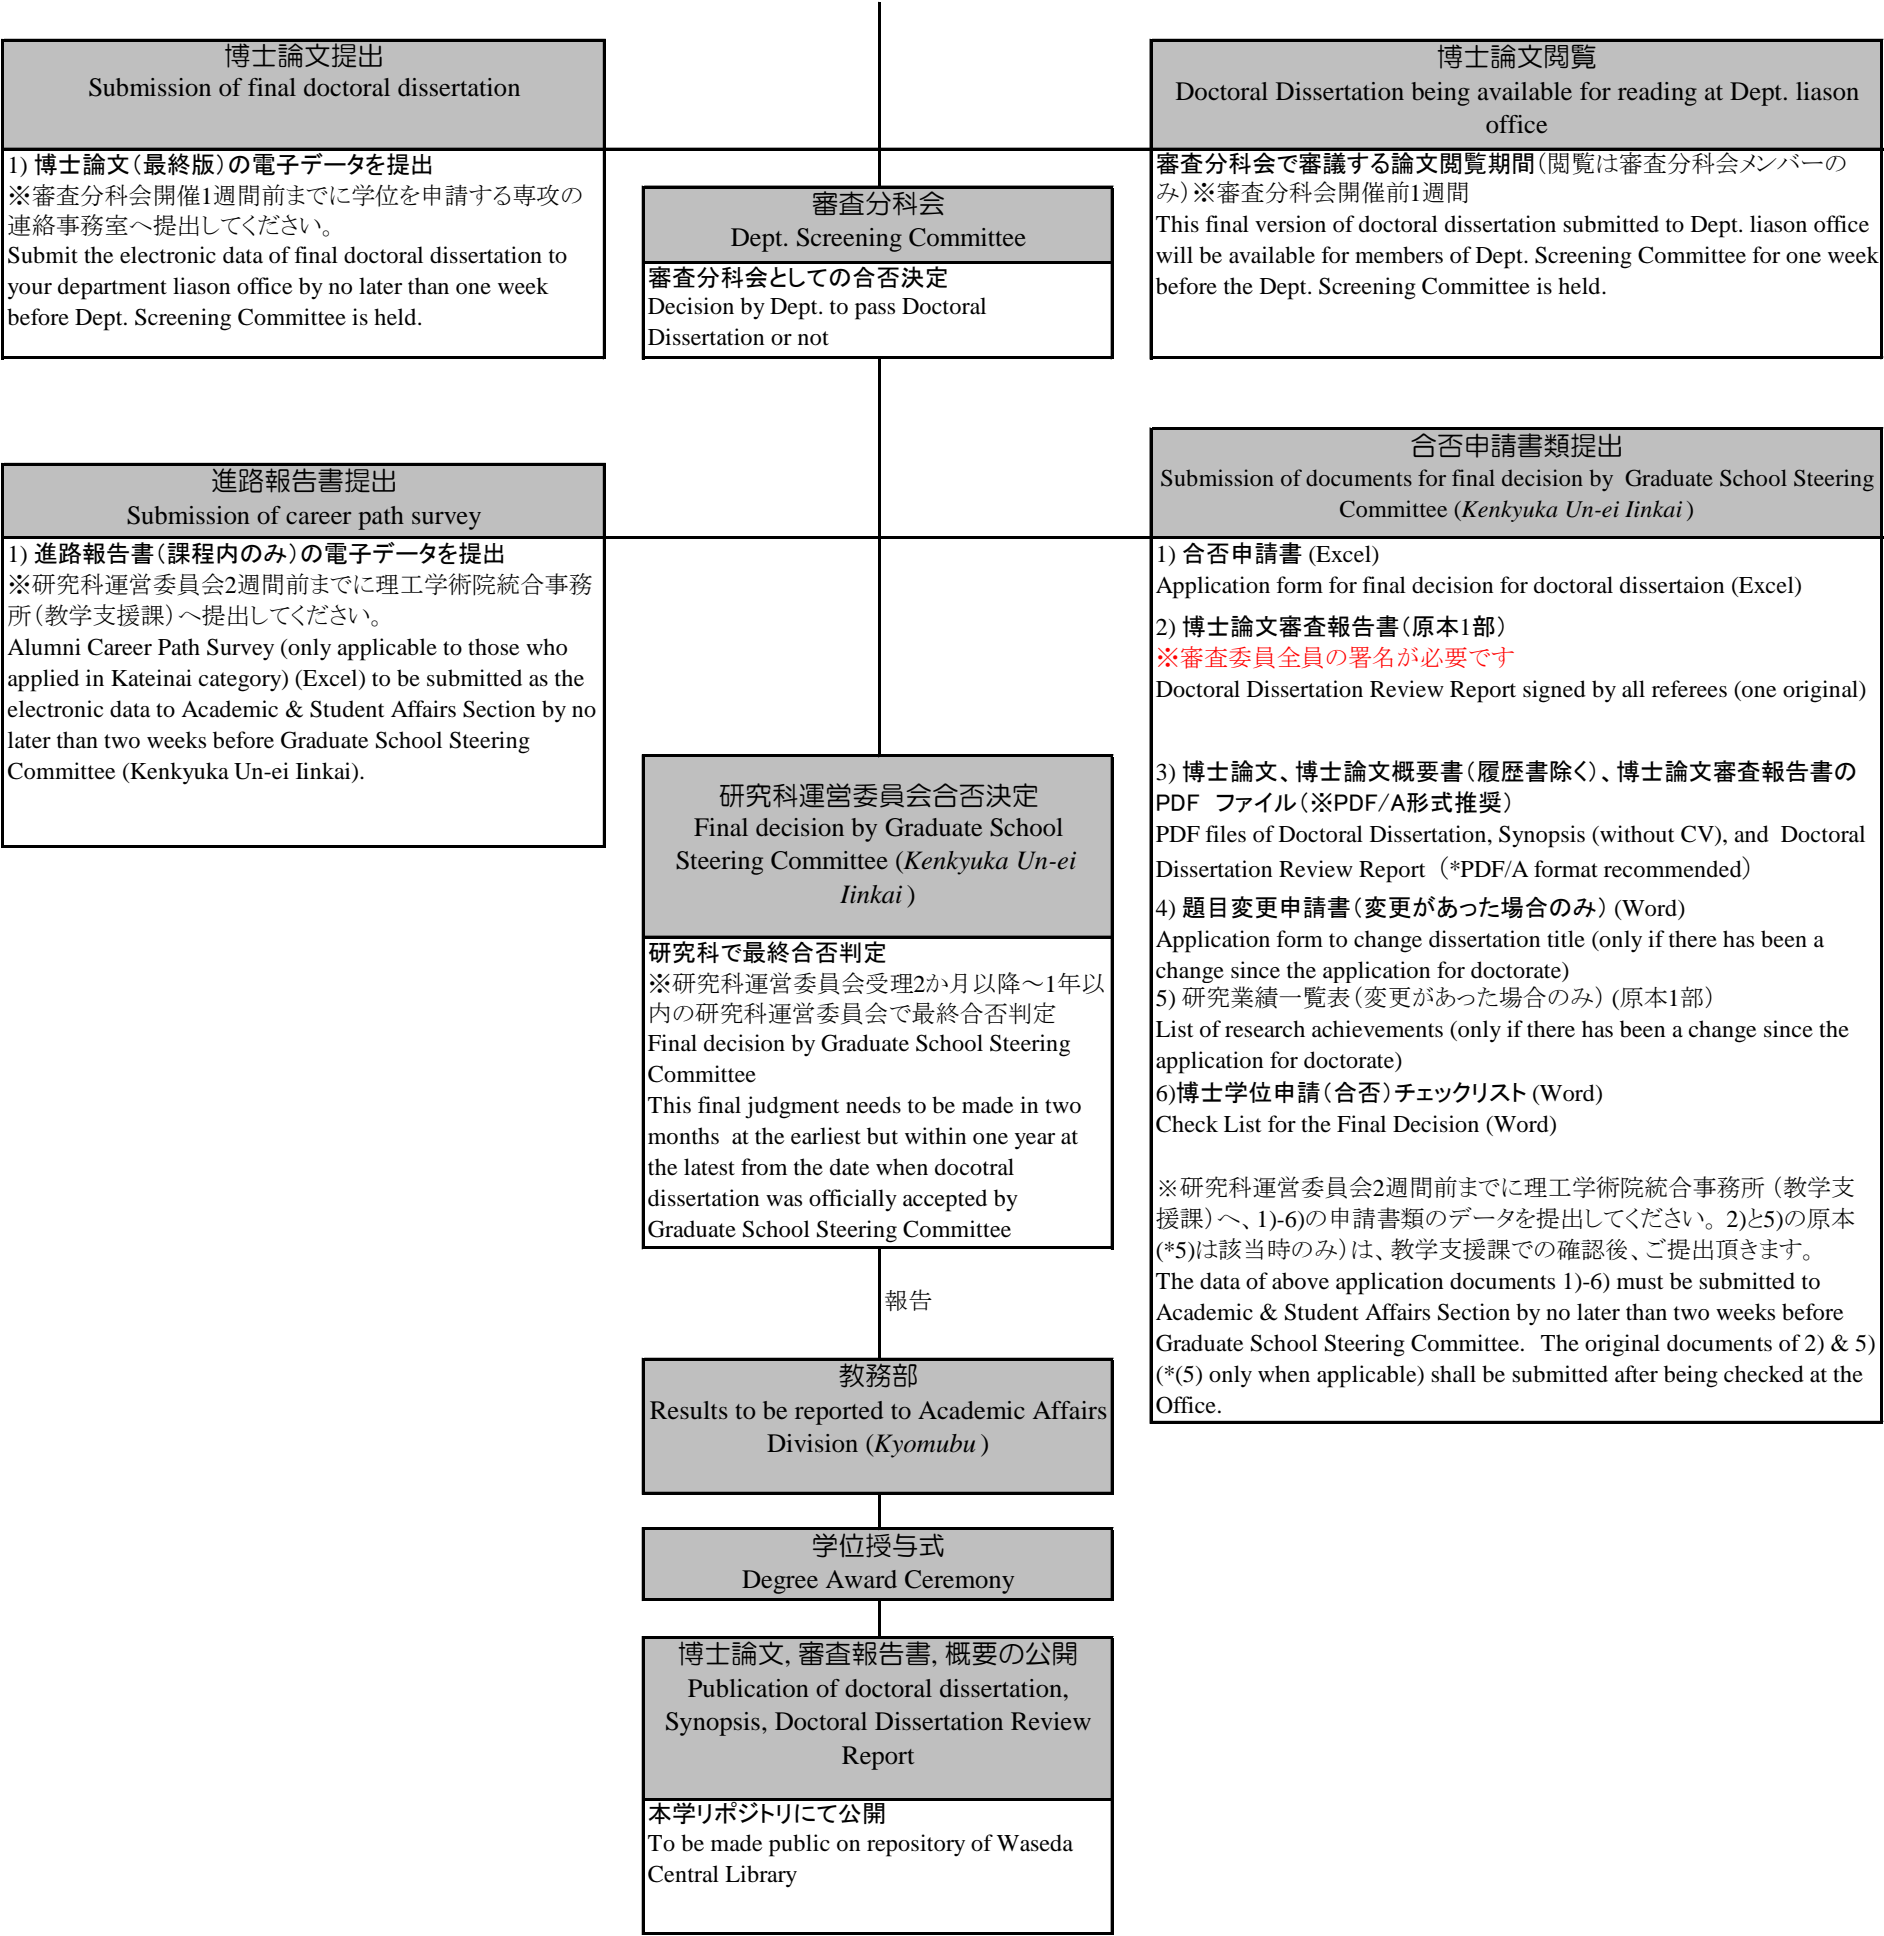 博士論文提出
Submission of final doctoral dissertation
1) 博士論文（最終版）の電子データを提出
※審査分科会開催1週間前までに学位を申請する専攻の
連絡事務室へ提出してください。
Submit the electronic data of final doctoral dissertation to
your department liason office by no later than one week
before Dept. Screening Committee is held.
審査分科会
Dept. Screening Committee
審査分科会としての合否決定
Decision by Dept. to pass Doctoral
Dissertation or not
博士論文閲覧
Doctoral Dissertation being available for reading at Dept. liason
office
審査分科会で審議する論文閲覧期間（閲覧は審査分科会メンバーの
み）※審査分科会開催前1週間
This final version of doctoral dissertation submitted to Dept. liason office
will be available for members of Dept. Screening Committee for one week
before the Dept. Screening Committee is held.
進路報告書提出
Submission of career path survey
1) 進路報告書（課程内のみ）の電子データを提出
※研究科運営委員会2週間前までに理工学術院統合事務
所（教学支援課）へ提出してください。
Alumni Career Path Survey (only applicable to those who
applied in Kateinai category) (Excel) to be submitted as the
electronic data to Academic & Student Affairs Section by no
later than two weeks before Graduate School Steering
Committee (Kenkyuka Un-ei Iinkai).
合否申請書類提出
Submission of documents for final decision by Graduate School Steering
Committee (Kenkyuka Un-ei Iinkai)
1) 合否申請書 (Excel)
Application form for final decision for doctoral dissertaion (Excel)
2) 博士論文審査報告書（原本1部）
※審査委員全員の署名が必要です
Doctoral Dissertation Review Report signed by all referees (one original)
3) 博士論文、博士論文概要書（履歴書除く）、博士論文審査報告書の
PDF ファイル（※PDF/A形式推奨）
PDF files of Doctoral Dissertation, Synopsis (without CV), and Doctoral
Dissertation Review Report（*PDF/A format recommended）
4) 題目変更申請書（変更があった場合のみ） (Word)
Application form to change dissertation title (only if there has been a
change since the application for doctorate)
5) 研究業績一覧表（変更があった場合のみ） (原本1部）
List of research achievements (only if there has been a change since the
application for doctorate)
6)博士学位申請（合否）チェックリスト (Word)
Check List for the Final Decision (Word)
※研究科運営委員会2週間前までに理工学術院統合事務所（教学支
援課）へ、1)-6)の申請書類のデータを提出してください。2)と5)の原本
(*5)は該当時のみ）は、教学支援課での確認後、ご提出頂きます。
The data of above application documents 1)-6) must be submitted to
Academic & Student Affairs Section by no later than two weeks before
Graduate School Steering Committee. The original documents of 2) & 5)
(*(5) only when applicable) shall be submitted after being checked at the
Office.
研究科運営委員会合否決定
Final decision by Graduate School
Steering Committee (Kenkyuka Un-ei
Iinkai)
研究科で最終合否判定
※研究科運営委員会受理2か月以降～1年以
内の研究科運営委員会で最終合否判定
Final decision by Graduate School Steering
Committee
This final judgment needs to be made in two
months at the earliest but within one year at
the latest from the date when docotral
dissertation was officially accepted by
Graduate School Steering Committee
報告
教務部
Results to be reported to Academic Affairs
Division (Kyomubu)
学位授与式
Degree Award Ceremony
博士論文, 審査報告書, 概要の公開
Publication of doctoral dissertation,
Synopsis, Doctoral Dissertation Review
Report
本学リポジトリにて公開
To be made public on repository of Waseda
Central Library